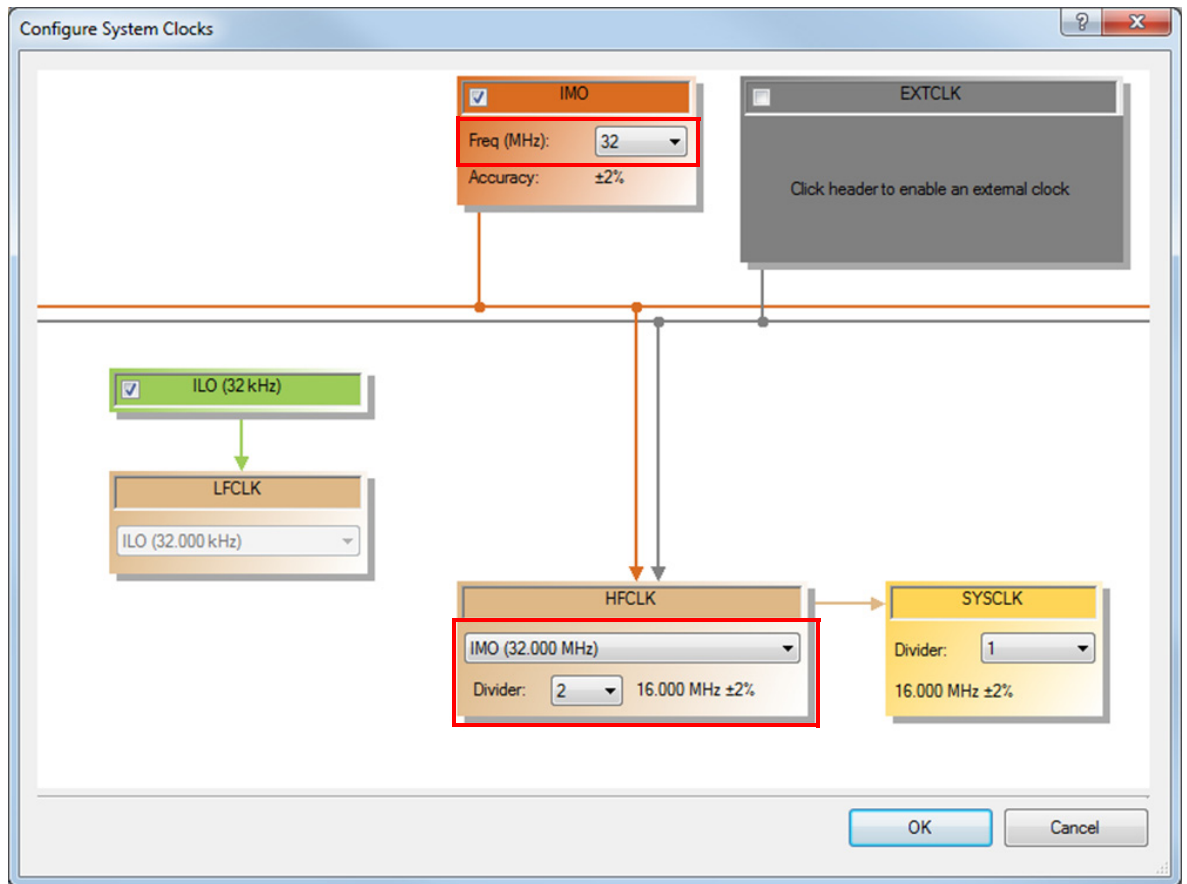 Configure System Clocks
IMO
EXTCLK
Freq (MHz): 32
Accuracy: ±2%
Click header to enable an external clock
ILO (32 kHz)
LFCLK
ILO (32.000 kHz)
HFCLK
SYSCLK
IMO (32.000 MHz)
Divider: 1
Divider: 2 16.000 MHz ±2%
16.000 MHz ±2%
OK
Cancel